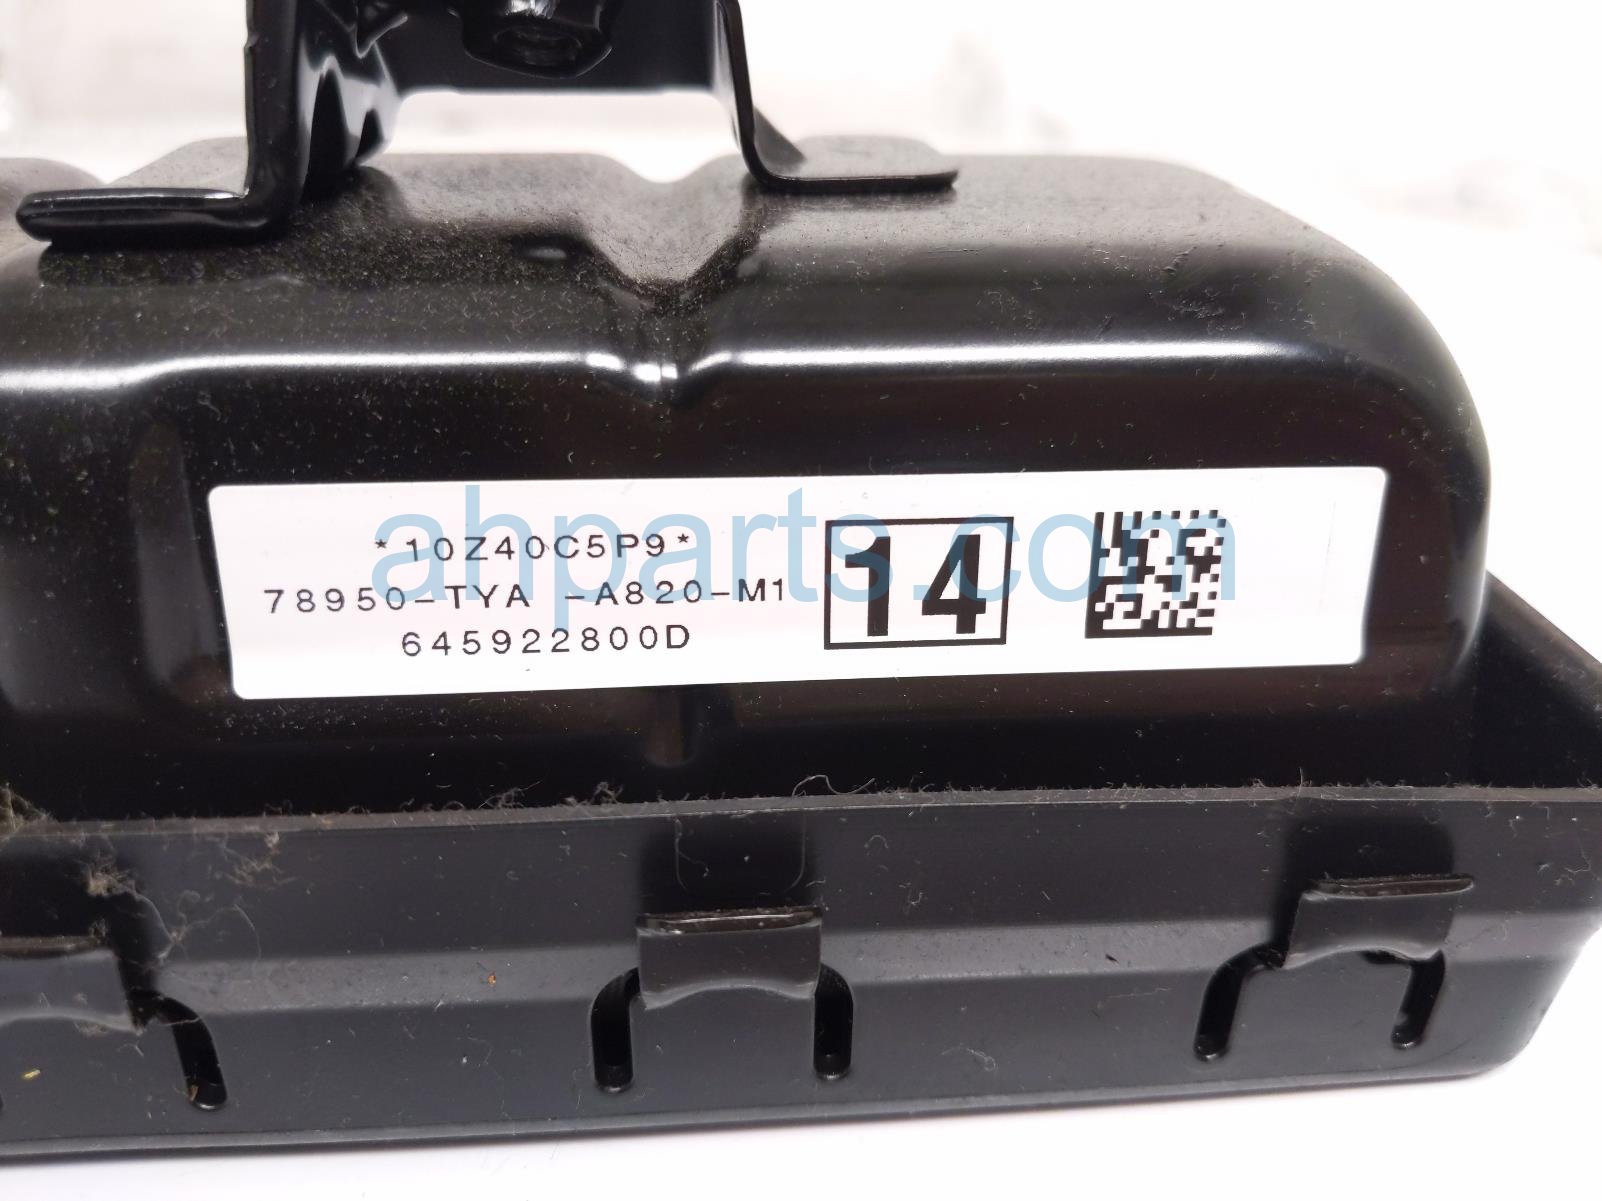 *10Z40C5P9*
78950-TYA -A820-M1
645922800D
14
ahparts.com